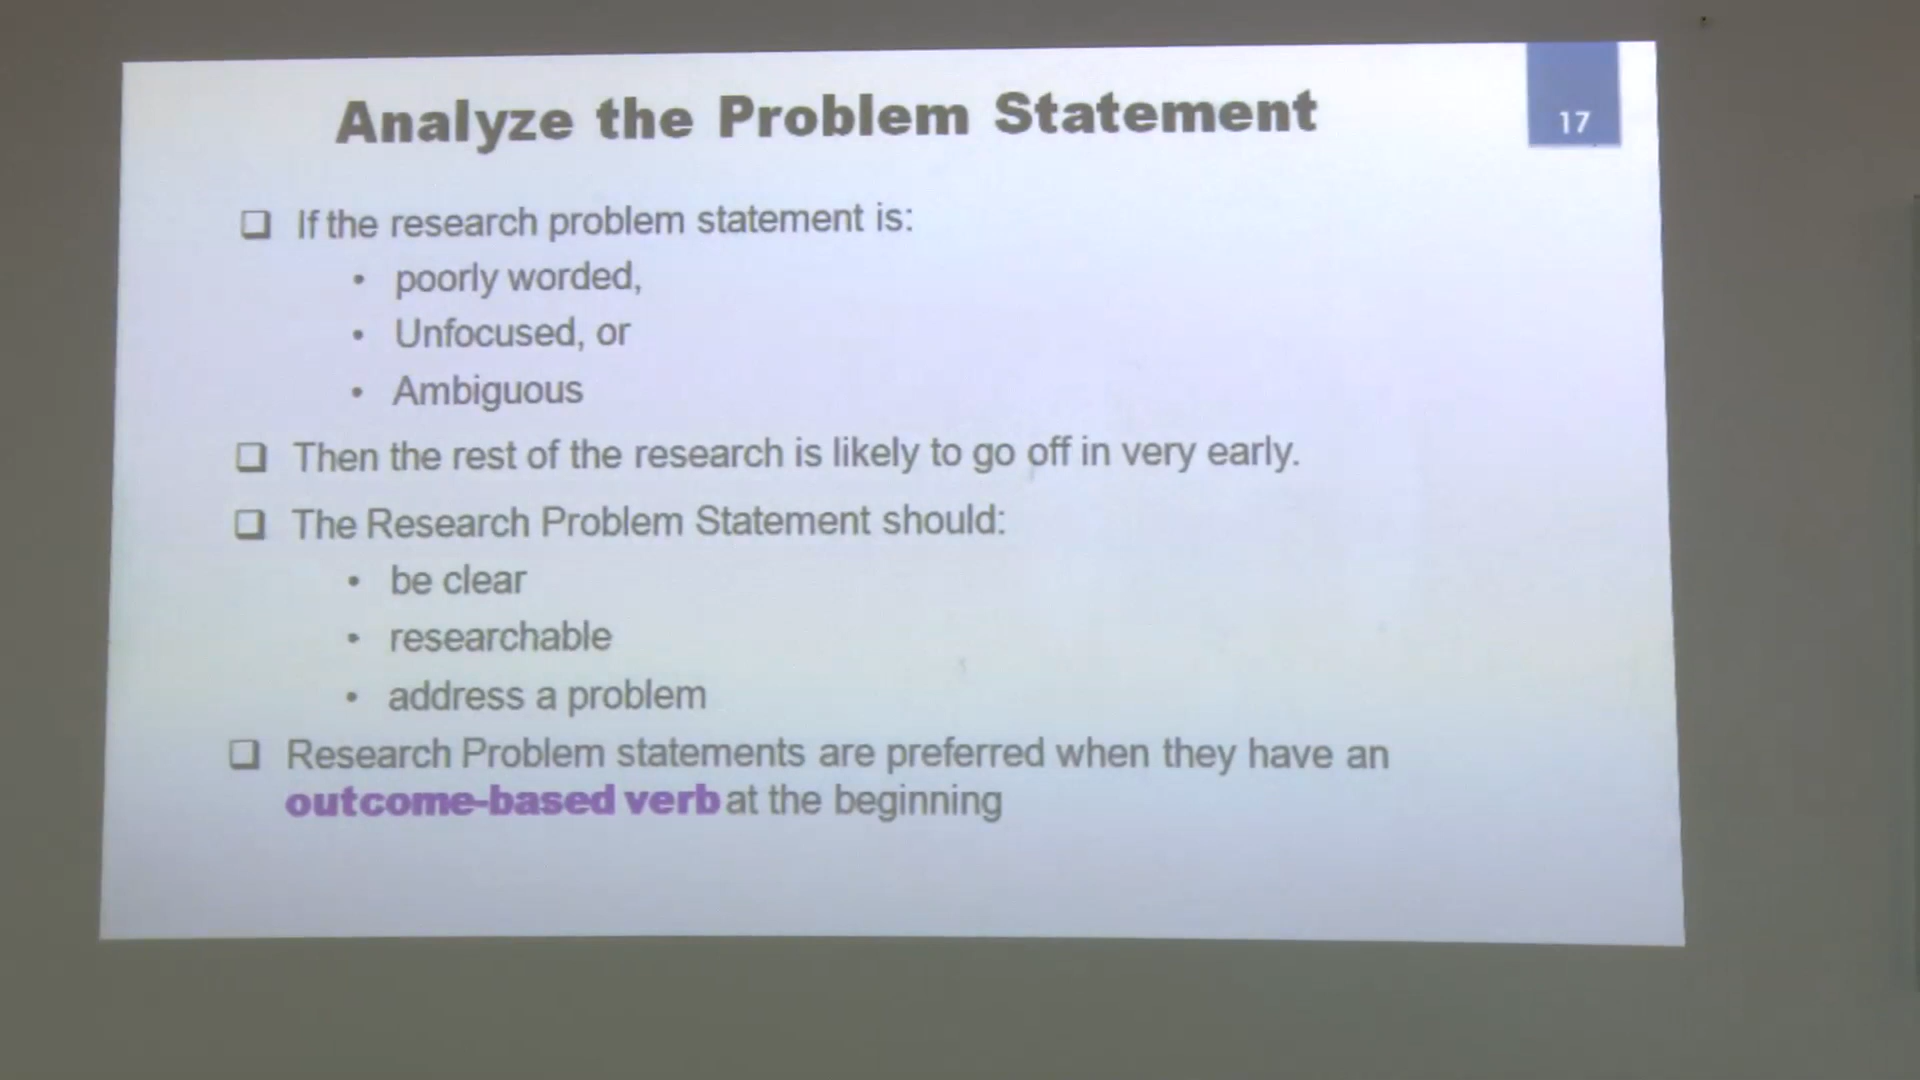 Analyze the Problem Statement
17
❑ If the research problem statement is:
• poorly worded,
• Unfocused, or
• Ambiguous
❑ Then the rest of the research is likely to go off in very early.
❑ The Research Problem Statement should:
• be clear
• researchable
• address a problem
❑ Research Problem statements are preferred when they have an
outcome-based verb at the beginning